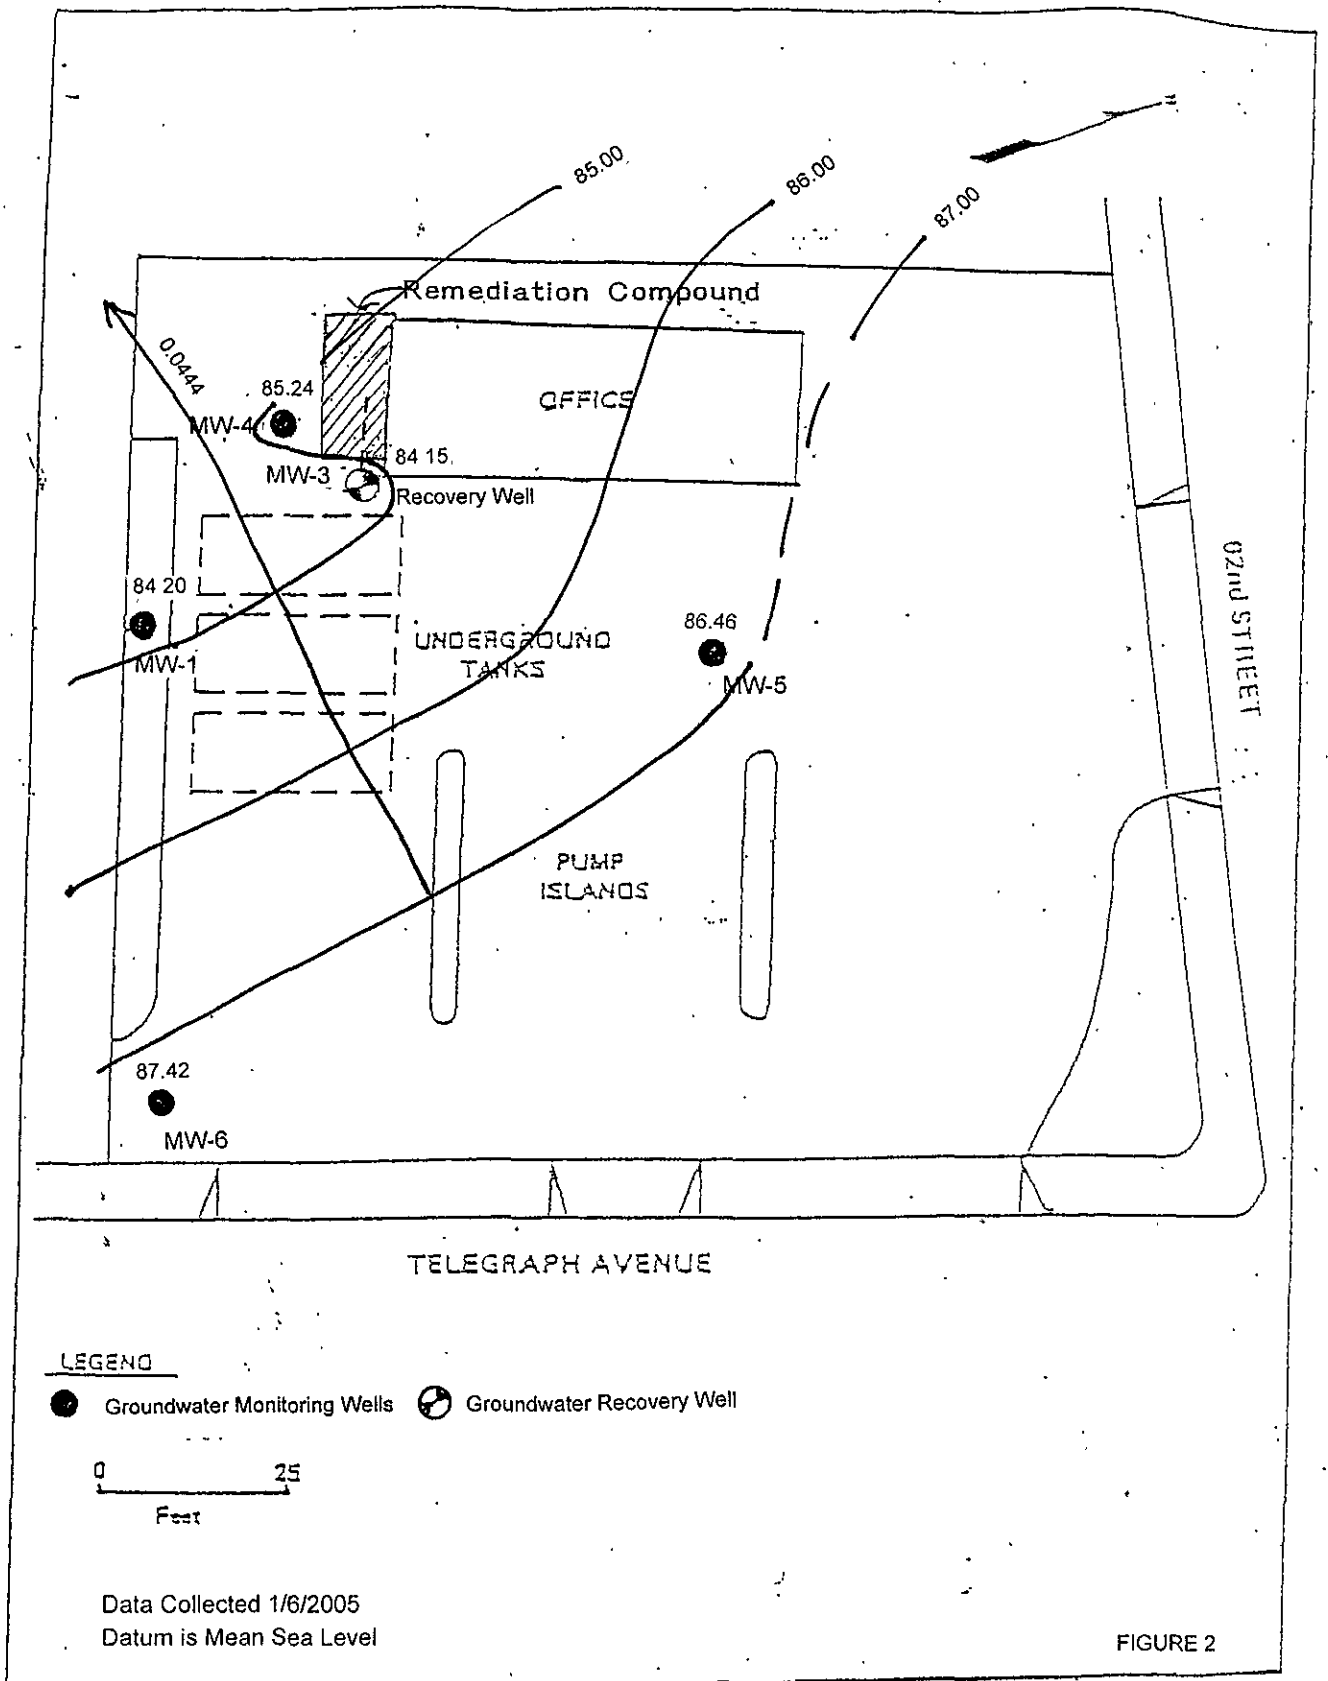 85.00
86.00
87.00
Remediation Compound
0.0444
85.24
MW-4
OFFICE
84 15
MW-3
Recovery Well
84 20
MW-1
UNDERGROUND
TANKS
86.46
MW-5
02nd STREET
PUMP
ISLANDS
87.42
MW-6
TELEGRAPH AVENUE
LEGEND
Groundwater Monitoring Wells
Groundwater Recovery Well
0 25
Feet
Data Collected 1/6/2005
Datum is Mean Sea Level
FIGURE 2